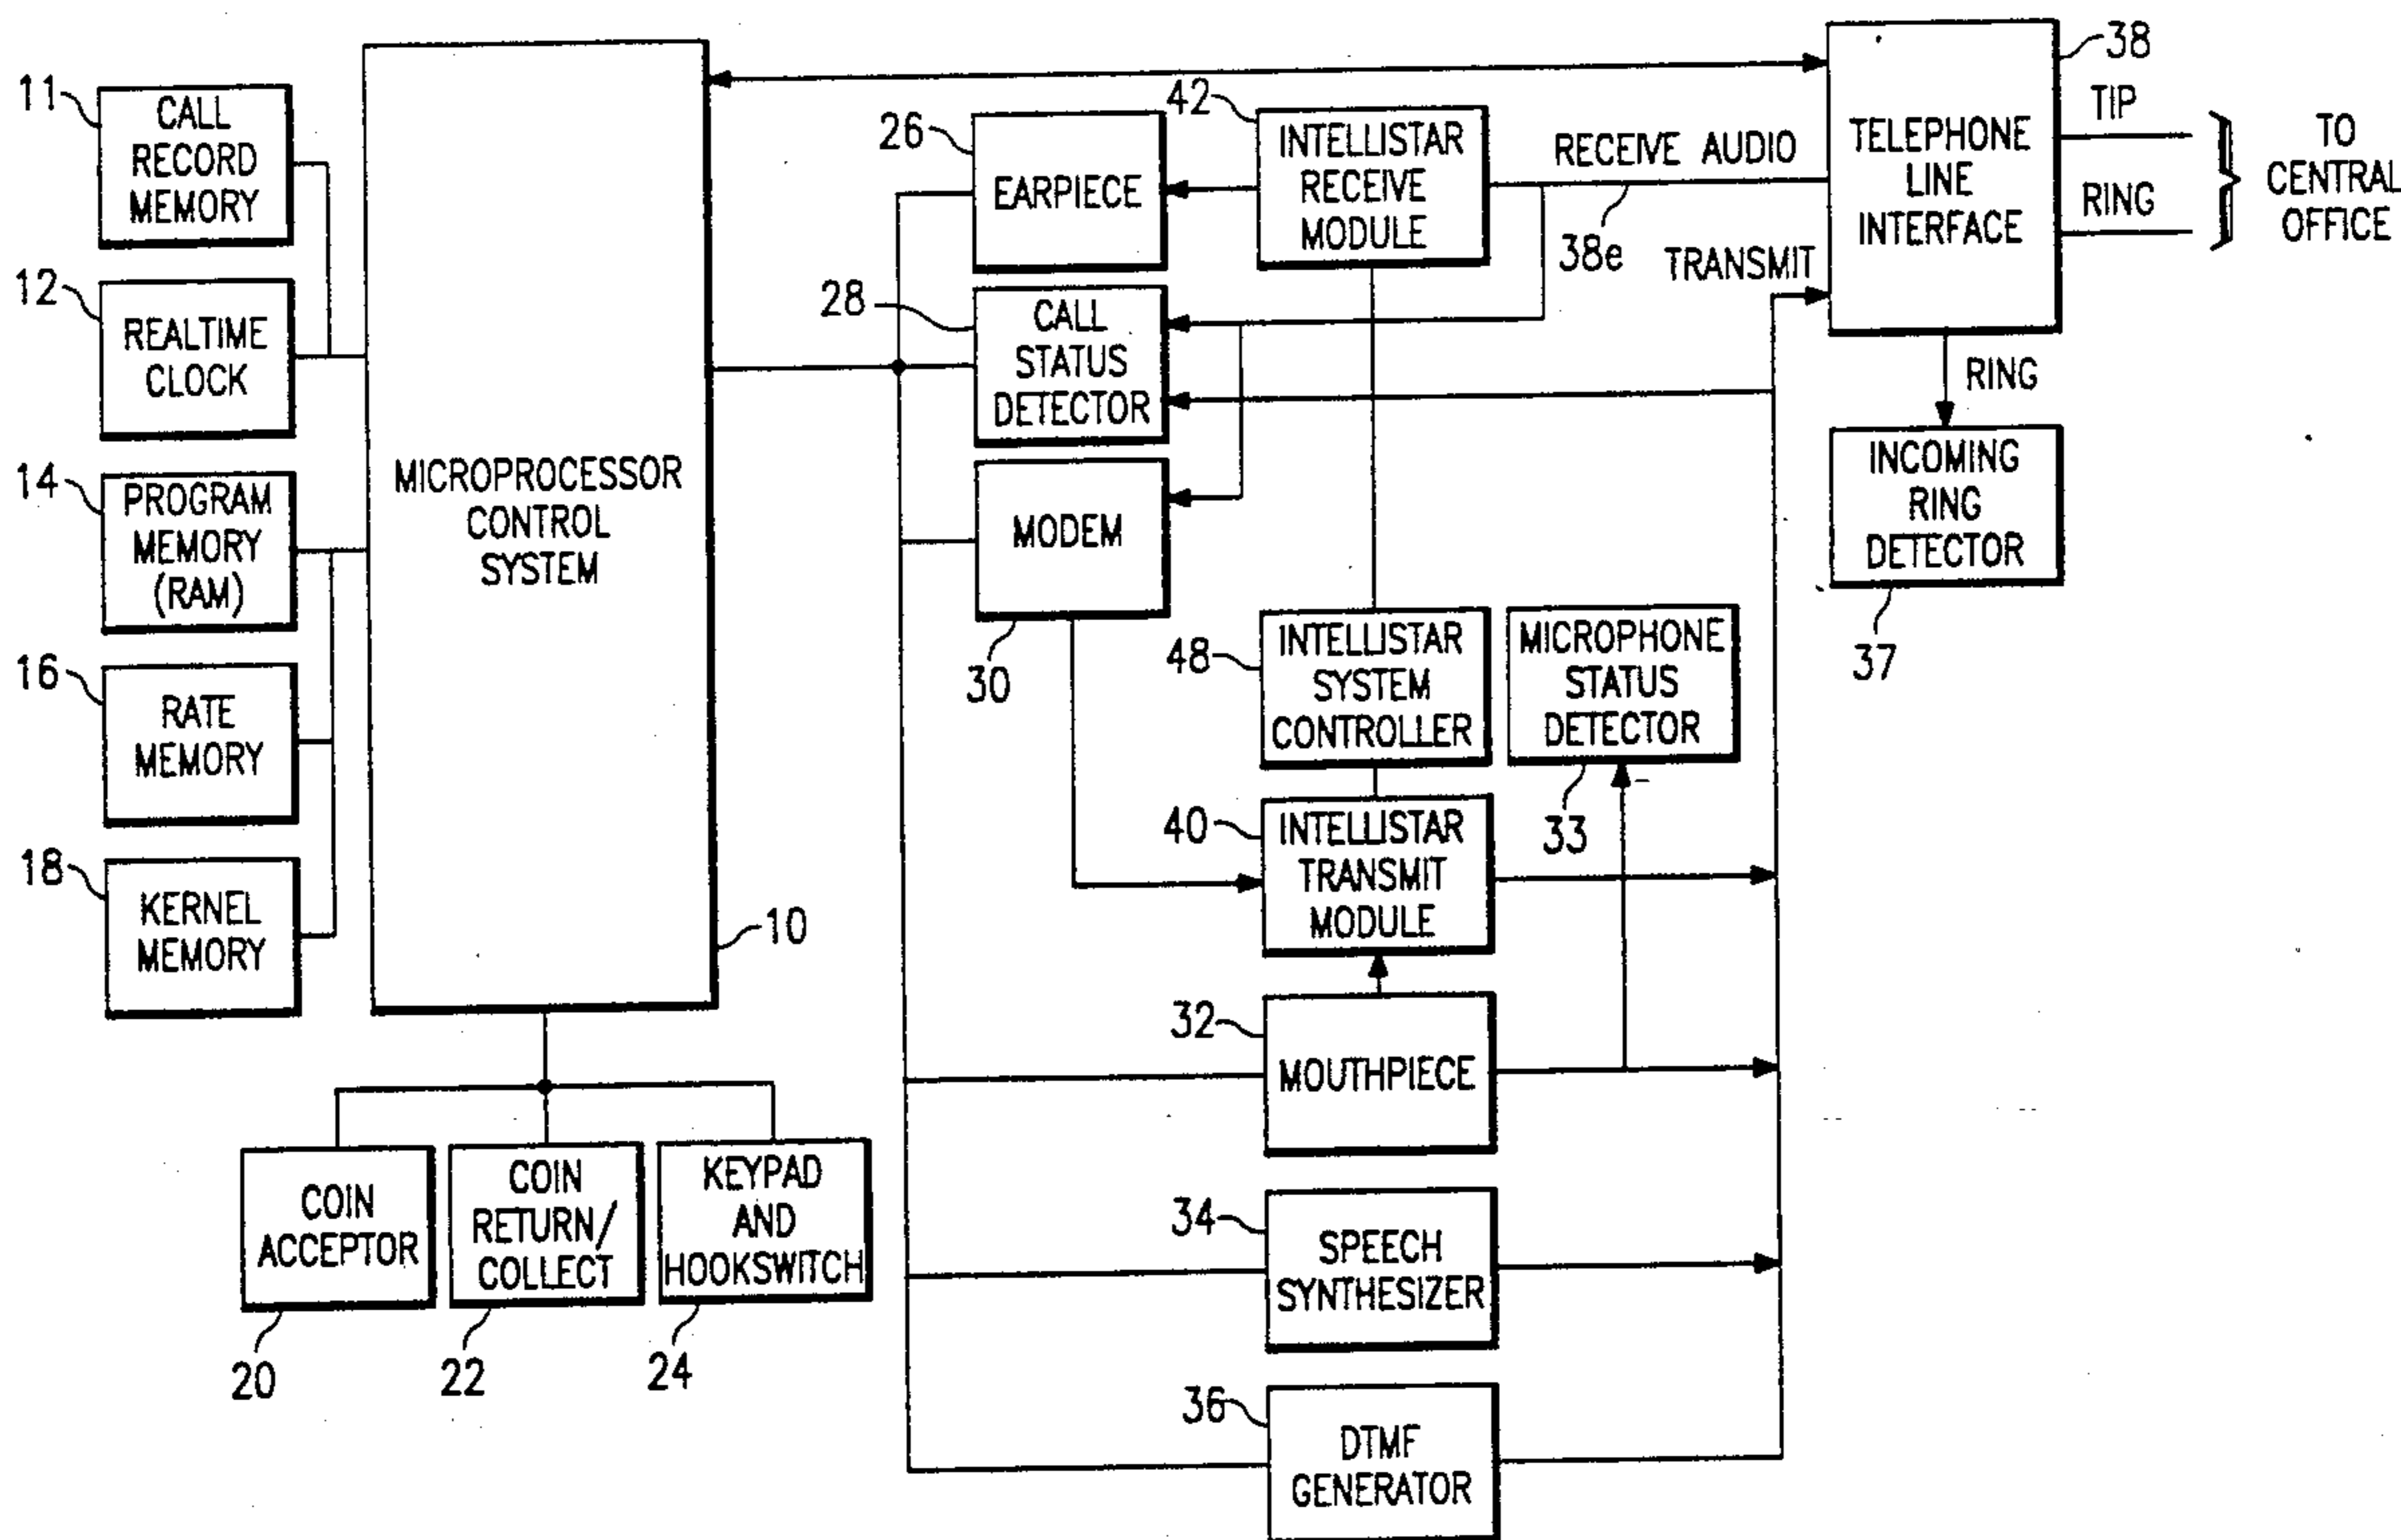 11
CALL
RECORD
MEMORY
12
REALTIME
CLOCK
14
PROGRAM
MEMORY
(RAM)
16
RATE
MEMORY
18
KERNEL
MEMORY
MICROPROCESSOR
CONTROL
SYSTEM
10
COIN
ACCEPTOR
20
COIN
RETURN/
COLLECT
22
KEYPAD
AND
HOOKSWITCH
24
26
EARPIECE
42
INTELLISTAR
RECEIVE
MODULE
RECEIVE AUDIO
38e
TRANSMIT
38
TELEPHONE
LINE
INTERFACE
TIP
RING
TO
CENTRAL
OFFICE
28
CALL
STATUS
DETECTOR
RING
INCOMING
RING
DETECTOR
37
MODEM
30
48
INTELLISTAR
SYSTEM
CONTROLLER
MICROPHONE
STATUS
DETECTOR
33
40
INTELLISTAR
TRANSMIT
MODULE
32
MOUTHPIECE
34
SPEECH
SYNTHESIZER
36
DTMF
GENERATOR